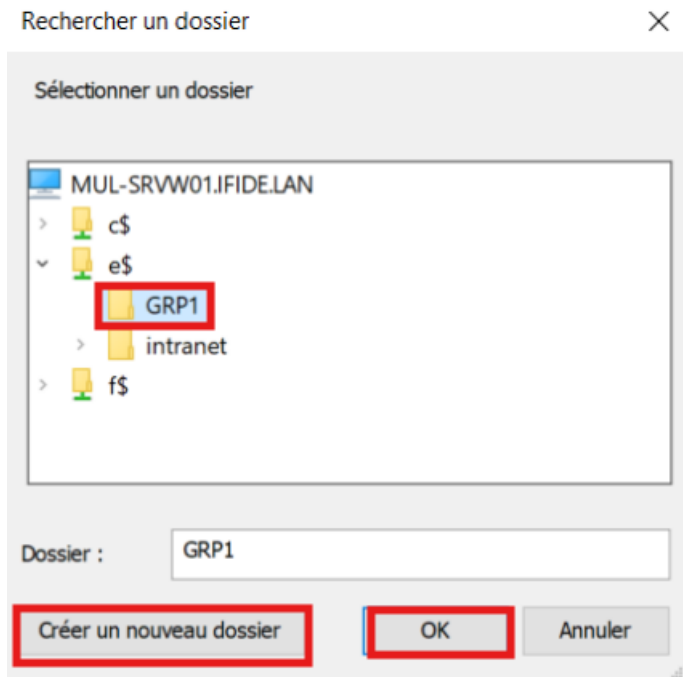 Rechercher un dossier
Sélectionner un dossier
MUL-SRVW01.IFIDE.LAN
c$
e$
GRP1
intranet
f$
Dossier : GRP1
Créer un nouveau dossier OK Annuler